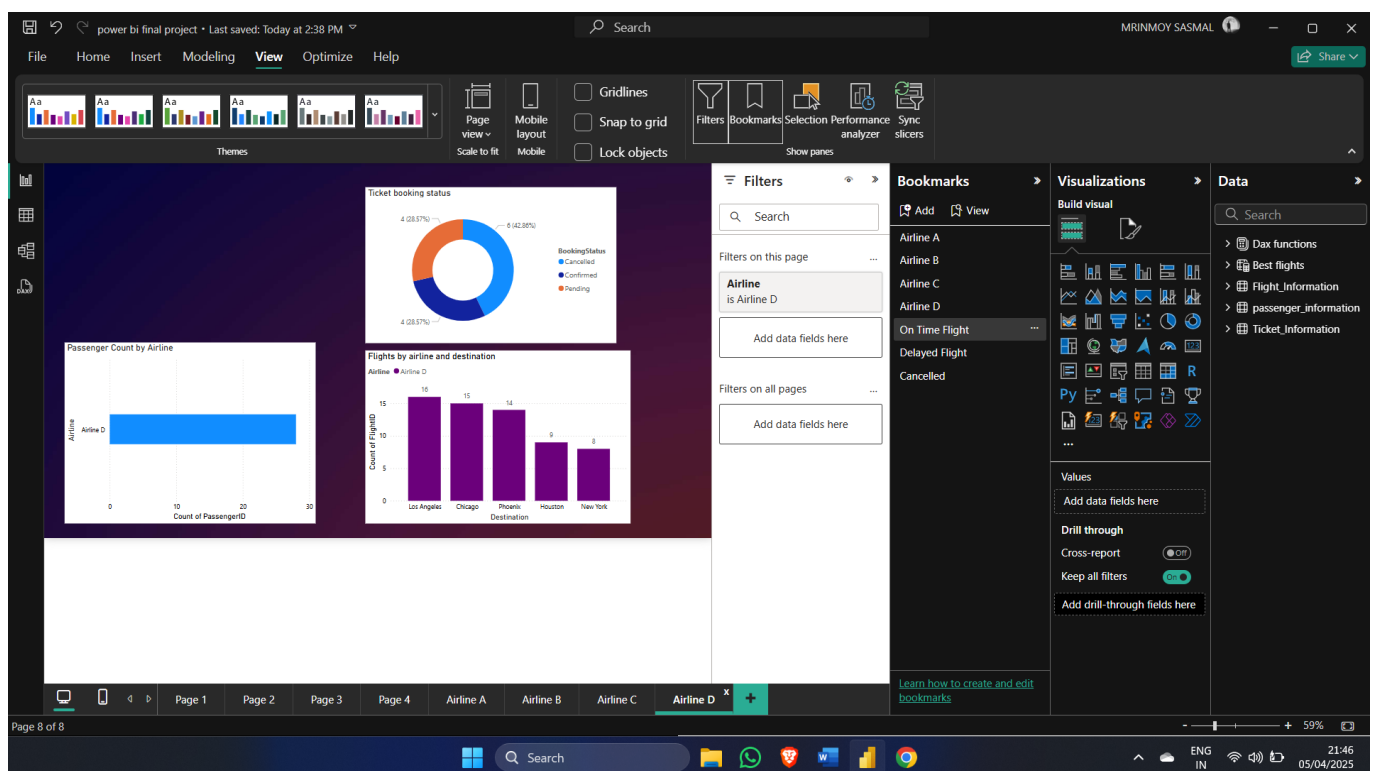 power bi final project • Last saved: Today at 2:38 PM
Search
MRINMOY SASMAL
File Home Insert Modeling View Optimize Help
Share
Aa Aa Aa Aa Aa Aa
Themes
Page view
Scale to fit
Mobile layout
Mobile
Gridlines
Snap to grid
Lock objects
Filters Bookmarks Selection Performance analyzer Sync slicers
Show panes
Ticket booking status
4 (28.57%)
6 (42.86%)
4 (28.57%)
BookingStatus
Cancelled
Confirmed
Pending
Passenger Count by Airline
Airline
Airline D
0 10 20 30
Count of PassengerID
Flights by airline and destination
Airline Airline D
Count of FlightID
15
10
5
0
16 15 14 9 8
Los Angeles Chicago Phoenix Houston New York
Destination
Filters
Search
Filters on this page ...
Airline
is Airline D
Add data fields here
Filters on all pages ...
Add data fields here
Bookmarks
Add View
Airline A
Airline B
Airline C
Airline D
On Time Flight ...
Delayed Flight
Cancelled
Learn how to create and edit
bookmarks
Visualizations
Build visual
123
R
Py
...
Values
Add data fields here
Drill through
Cross-report Off
Keep all filters On
Add drill-through fields here
Data
Search
Dax functions
Best flights
Flight_Information
passenger_information
Ticket_Information
DAX
Page 1 Page 2 Page 3 Page 4 Airline A Airline B Airline C Airline D x +
Page 8 of 8
- + 59%
Search
W
ENG
IN
21:46
05/04/2025